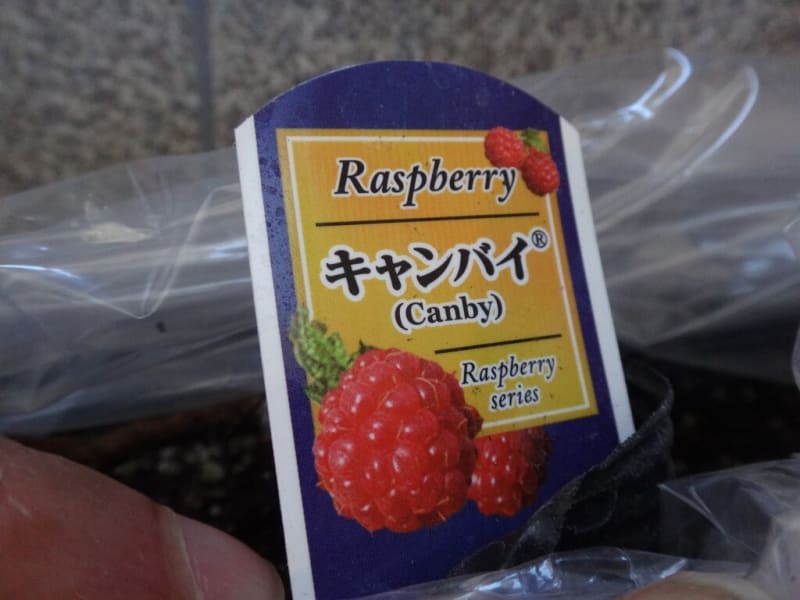 Raspberry
キャンバイ®
(Canby)
Raspberry
series